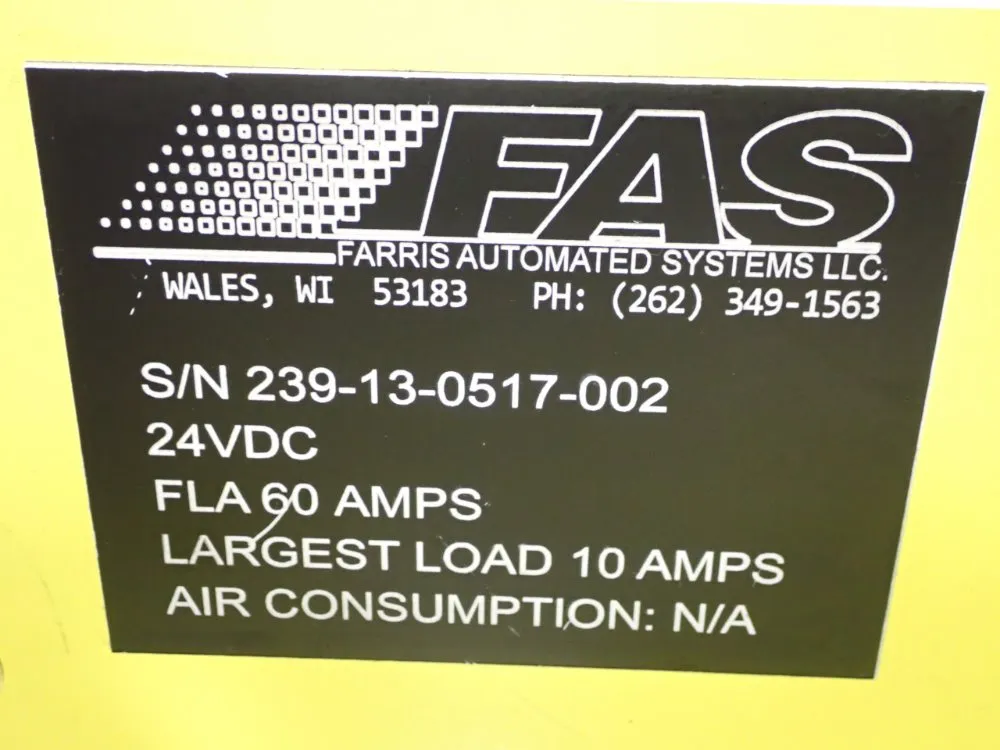 FAS
FARRIS AUTOMATED SYSTEMS LLC.
WALES, WI 53183 PH: (262) 349-1563
S/N 239-13-0517-002
24VDC
FLA 60 AMPS
LARGEST LOAD 10 AMPS
AIR CONSUMPTION: N/A